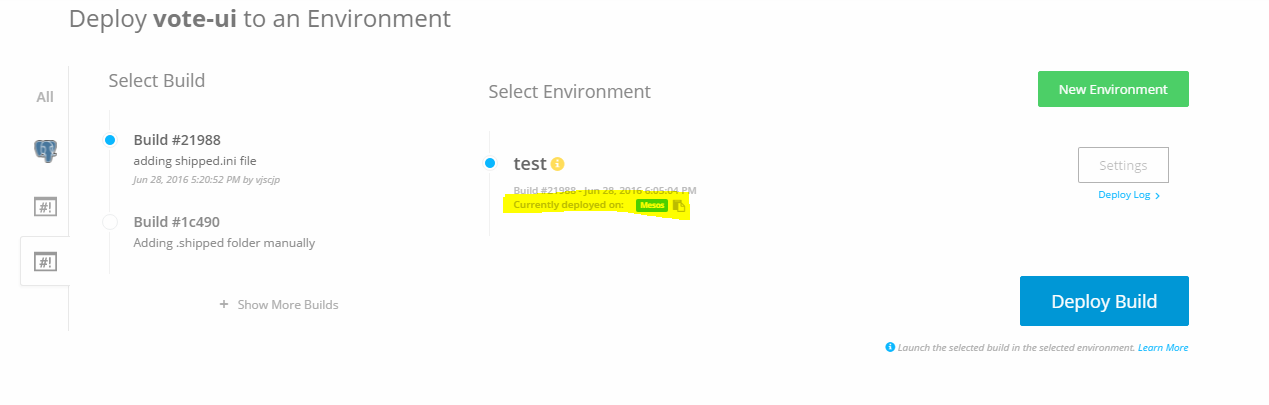 Deploy vote-ui to an Environment
All
#!
#!
Select Build
Build #21988
adding shipped.ini file
Jun 28, 2016 5:20:52 PM by vjscjp
Build #1c490
Adding .shipped folder manually
+ Show More Builds
Select Environment
test
Build #21988 - Jun 28, 2016 6:05:04 PM
Currently deployed on: Mesos
New Environment
Settings
Deploy Log >
Deploy Build
Launch the selected build in the selected environment. Learn More